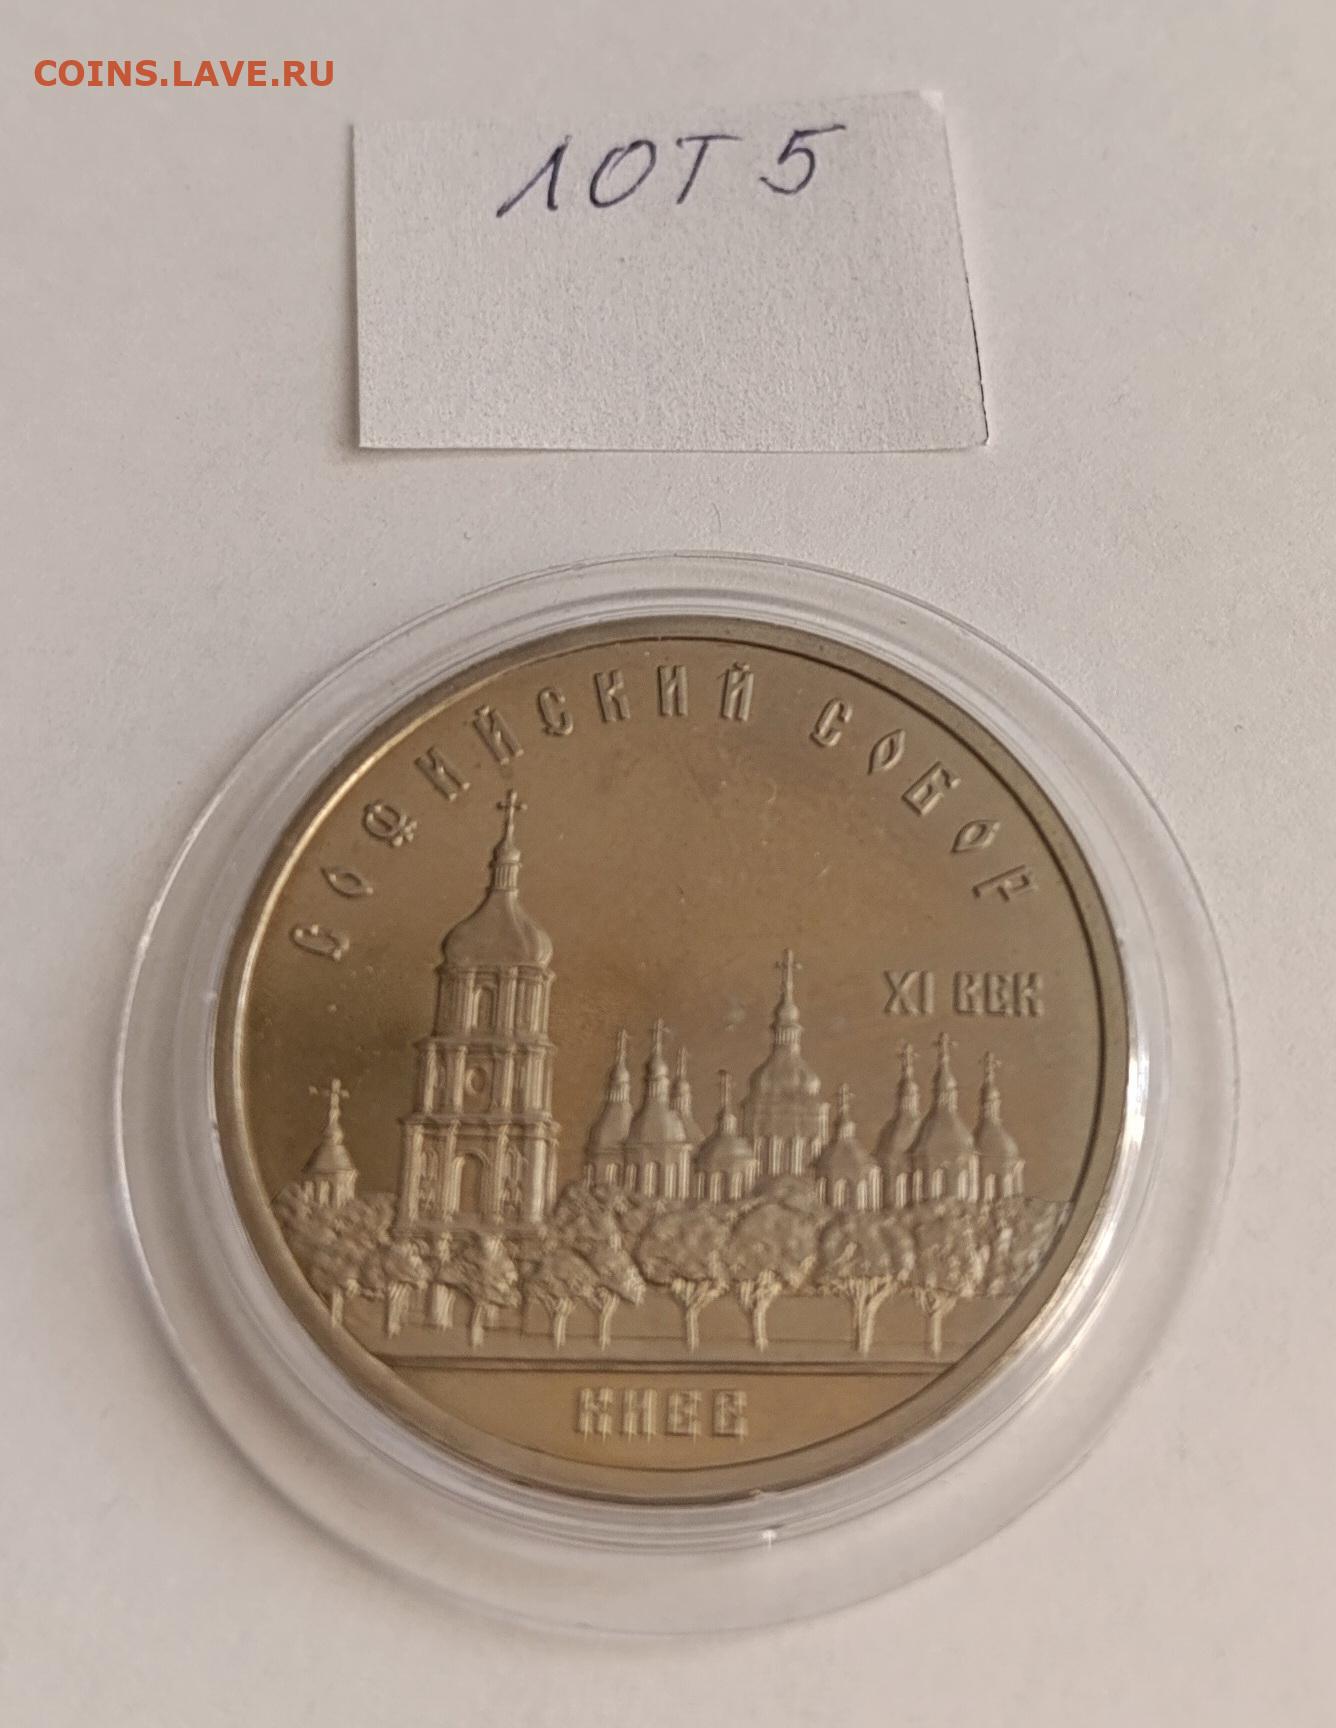 COINS.LAVE.RU
ЛОТ 5
СОФИЙСКИЙ СОБОР
XI ВЕК
КИЕВ